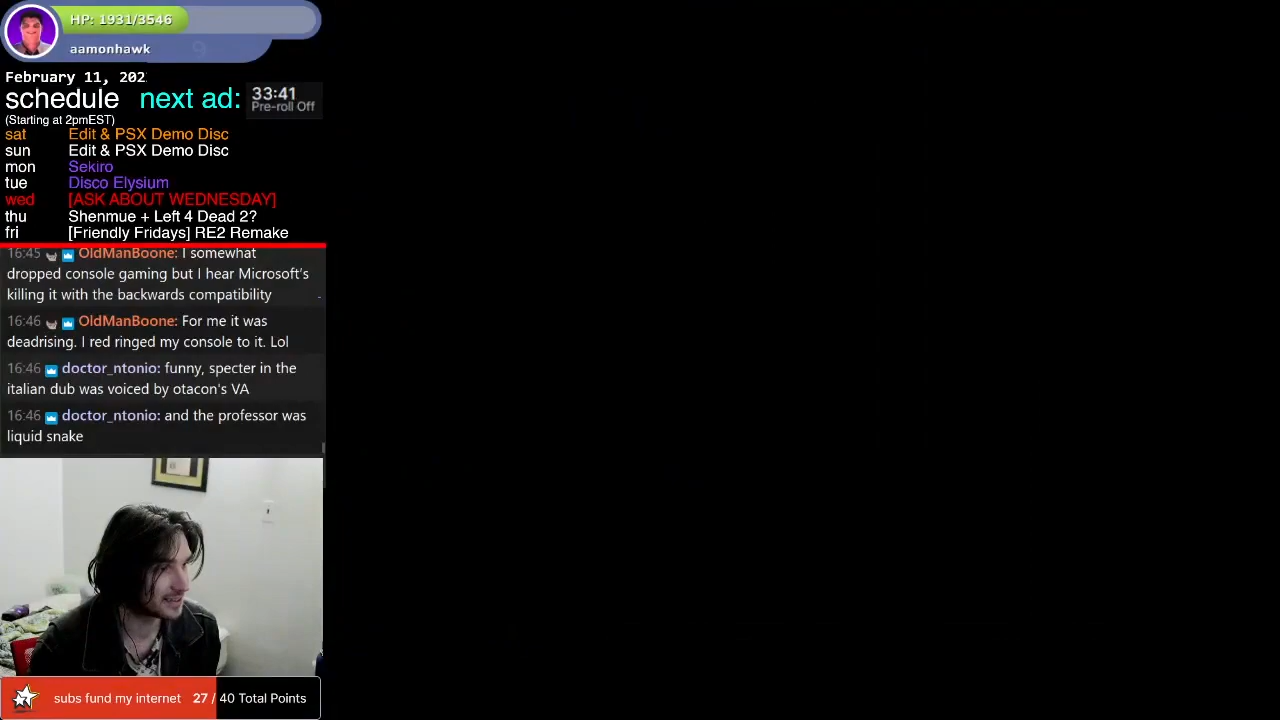 HP: 1931/3546
aamonhawk
February 11, 202
schedule next ad: 33:41
Pre-roll Off
(Starting at 2pmEST)
sat Edit & PSX Demo Disc
sun Edit & PSX Demo Disc
mon Sekiro
tue Disco Elysium
wed [ASK ABOUT WEDNESDAY]
thu Shenmue + Left 4 Dead 2?
fri [Friendly Fridays] RE2 Remake
16:45 OldManBoone: I somewhat
dropped console gaming but I hear Microsoft's
killing it with the backwards compatibility
16:46 OldManBoone: For me it was
deadrising. I red ringed my console to it. Lol
16:46 doctor_ntonio: funny, specter in the
italian dub was voiced by otacon's VA
16:46 doctor_ntonio: and the professor was
liquid snake
subs fund my internet 27 / 40 Total Points